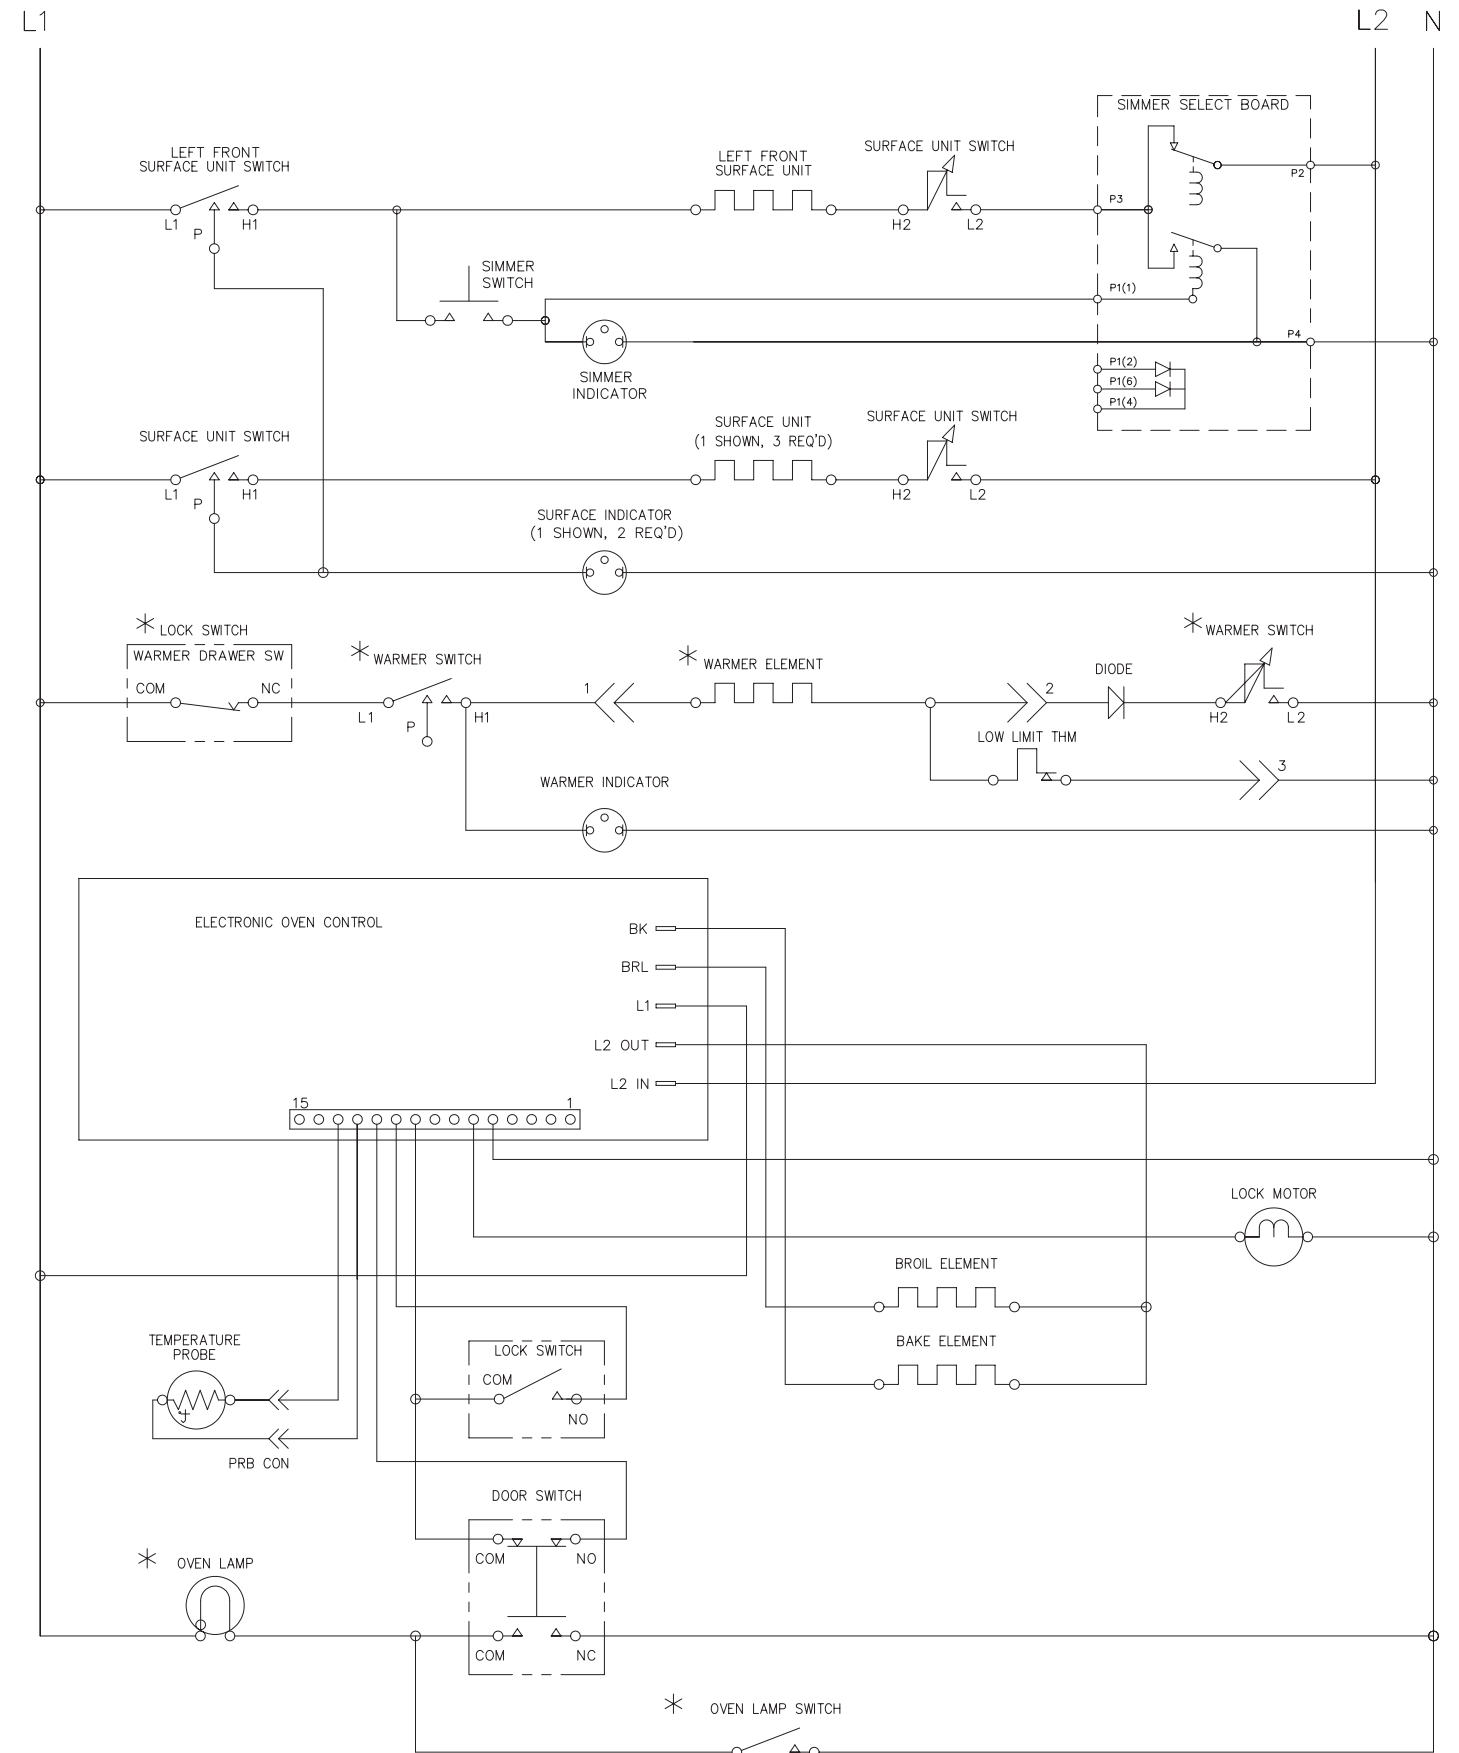 L1
L2 N
SIMMER SELECT BOARD
LEFT FRONT
SURFACE UNIT SWITCH
LEFT FRONT
SURFACE UNIT
SURFACE UNIT SWITCH
P2
P3
L1
H1
P
H2
L2
SIMMER
SWITCH
P1(1)
P4
SIMMER
INDICATOR
P1(2)
P1(6)
P1(4)
SURFACE UNIT SWITCH
SURFACE UNIT
(1 SHOWN, 3 REQ'D)
SURFACE UNIT SWITCH
L1
H1
P
H2
L2
SURFACE INDICATOR
(1 SHOWN, 2 REQ'D)
* LOCK SWITCH
WARMER DRAWER SW
COM
NC
* WARMER SWITCH
L1
H1
P
1
* WARMER ELEMENT
2
DIODE
* WARMER SWITCH
H2
L2
LOW LIMIT THM
3
WARMER INDICATOR
ELECTRONIC OVEN CONTROL
BK
BRL
L1
L2 OUT
L2 IN
15
1
LOCK MOTOR
BROIL ELEMENT
BAKE ELEMENT
TEMPERATURE
PROBE
PRB CON
LOCK SWITCH
COM
NO
DOOR SWITCH
COM
NO
* OVEN LAMP
COM
NC
* OVEN LAMP SWITCH